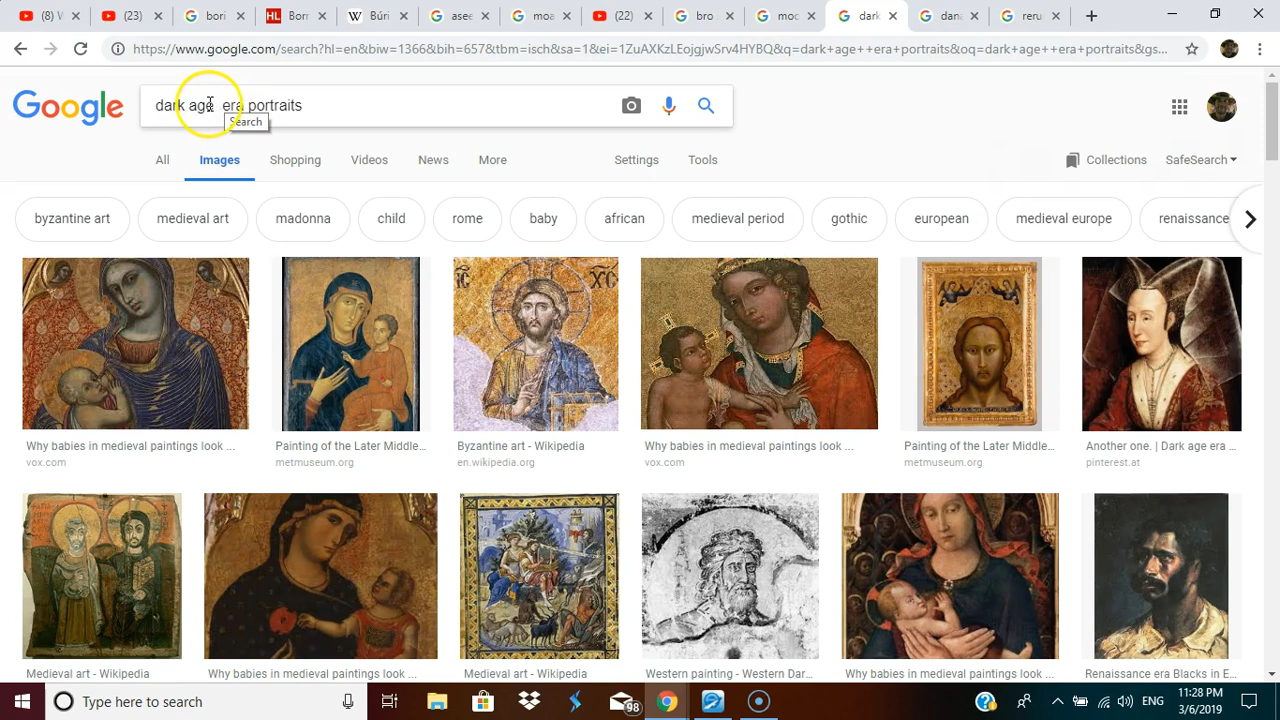 (8) W
(23)
bori
HL Borr
W Búri
asee
moa
(22)
bro
moc
dark
dana
reru
https://www.google.com/search?hl=en&biw=1366&bih=657&tbm=isch&sa=1&ei=1ZuAXKzLEojgjwSrv4HYBQ&q=dark+age++era+portraits&oq=dark+age++era+portraits&gs...
Google
dark age era portraits
Search
All
Images
Shopping
Videos
News
More
Settings
Tools
Collections
SafeSearch
byzantine art
medieval art
madonna
child
rome
baby
african
medieval period
gothic
european
medieval europe
renaissance
Why babies in medieval paintings look ...
vox.com
Painting of the Later Middle...
metmuseum.org
Byzantine art - Wikipedia
en.wikipedia.org
Why babies in medieval paintings look ...
vox.com
Painting of the Later Middle...
metmuseum.org
Another one. | Dark age era ...
pinterest.at
Medieval art - Wikipedia
Why babies in medieval paintings look ...
Medieval art - Wikipedia
Western painting - Western Dar...
Why babies in medieval paintings look ...
Renaissance era Blacks in E...
Type here to search
98
ENG
11:28 PM
3/6/2019